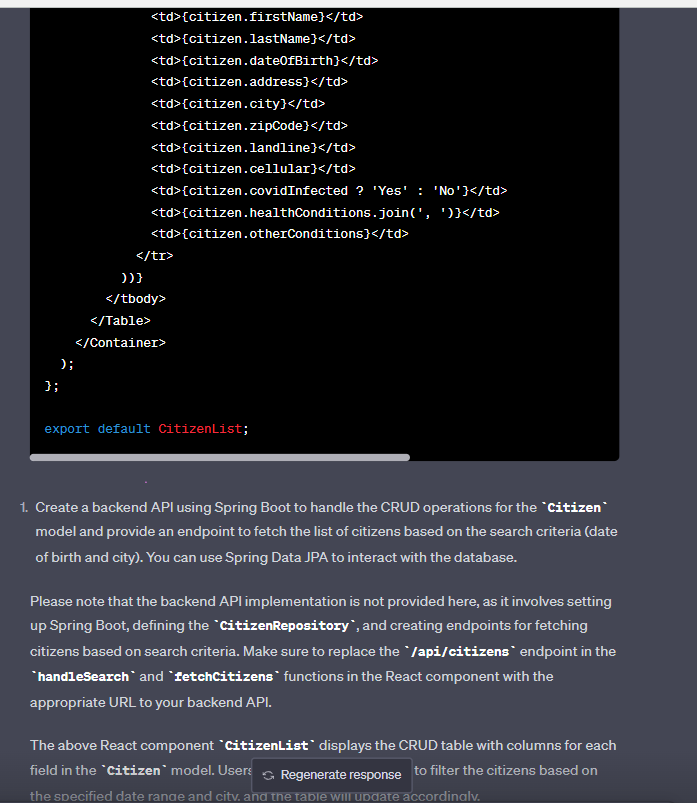 <td>{citizen.firstName}</td>
<td>{citizen.lastName}</td>
<td>{citizen.dateOfBirth}</td>
<td>{citizen.address}</td>
<td>{citizen.city}</td>
<td>{citizen.zipCode}</td>
<td>{citizen.landline}</td>
<td>{citizen.cellular}</td>
<td>{citizen.covidInfected ? 'Yes' : 'No'}</td>
<td>{citizen.healthConditions.join(', ')}</td>
<td>{citizen.otherConditions}</td>
</tr>
))}
</tbody>
</Table>
</Container>
);
};
export default CitizenList;
1. Create a backend API using Spring Boot to handle the CRUD operations for the `Citizen`
model and provide an endpoint to fetch the list of citizens based on the search criteria (date
of birth and city). You can use Spring Data JPA to interact with the database.
Please note that the backend API implementation is not provided here, as it involves setting
up Spring Boot, defining the `CitizenRepository`, and creating endpoints for fetching
citizens based on search criteria. Make sure to replace the `/api/citizens` endpoint in the
`handleSearch` and `fetchCitizens` functions in the React component with the
appropriate URL to your backend API.
The above React component `CitizenList` displays the CRUD table with columns for each
field in the `Citizen` model. Users to filter the citizens based on
Regenerate response
the specified date range and city, and the table will update accordingly.